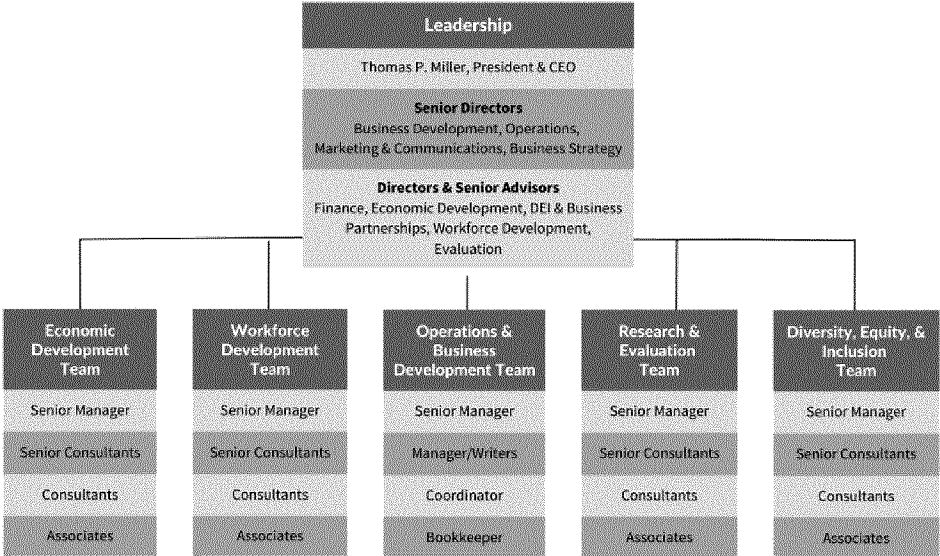 Leadership
Thomas P. Miller, President & CEO
Senior Directors
Business Development, Operations,
Marketing & Communications, Business Strategy
Directors & Senior Advisors
Finance, Economic Development, DEI & Business
Partnerships, Workforce Development,
Evaluation
Economic
Development
Team
Senior Manager
Senior Consultants
Consultants
Associates
Workforce
Development
Team
Senior Manager
Senior Consultants
Consultants
Associates
Operations &
Business
Development Team
Senior Manager
Manager/Writers
Coordinator
Bookkeeper
Research &
Evaluation
Team
Senior Manager
Senior Consultants
Consultants
Associates
Diversity, Equity, &
Inclusion
Team
Senior Manager
Senior Consultants
Consultants
Associates